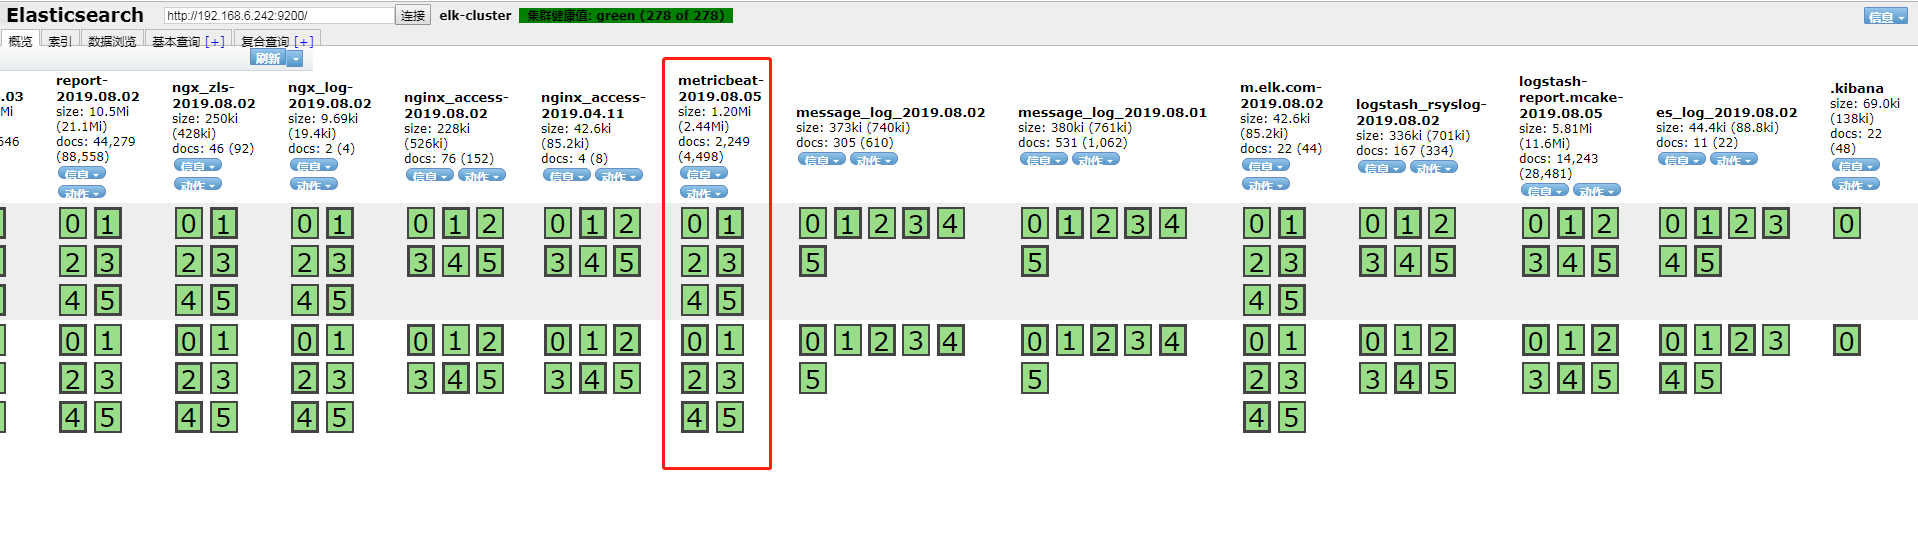 Elasticsearch
http://192.168.6.242:9200/
连接
elk-cluster
集群健康值: green (278 of 278)
信息
概览
索引
数据浏览
基本查询 [+]
复合查询 [+]
刷新
.03
646
report-
2019.08.02
size: 10.5Mi
(21.1Mi)
docs: 44,279
(88,558)
信息
动作
ngx_zls-
2019.08.02
size: 250ki
(428ki)
docs: 46 (92)
信息
动作
ngx_log-
2019.08.02
size: 9.69ki
(19.4ki)
docs: 2 (4)
信息
动作
nginx_access-
2019.08.02
size: 228ki
(526ki)
docs: 76 (152)
信息 动作
nginx_access-
2019.04.11
size: 42.6ki
(85.2ki)
docs: 4 (8)
信息 动作
metricbeat-
2019.08.05
size: 1.20Mi
(2.44Mi)
docs: 2,249
(4,498)
信息
动作
message_log_2019.08.02
size: 373ki (740ki)
docs: 305 (610)
信息 动作
message_log_2019.08.01
size: 380ki (761ki)
docs: 531 (1,062)
信息 动作
m.elk.com-
2019.08.02
size: 42.6ki
(85.2ki)
docs: 22 (44)
信息
动作
logstash_rsyslog-
2019.08.02
size: 336ki (701ki)
docs: 167 (334)
信息 动作
logstash-
report.mcake-
2019.08.05
size: 5.81Mi
(11.6Mi)
docs: 14,243
(28,481)
信息 动作
es_log_2019.08.02
size: 44.4ki (88.8ki)
docs: 11 (22)
信息 动作
.kibana
size: 69.0ki
(138ki)
docs: 22
(48)
信息
动作
0 1 0 1 0 1 0 1 2 0 1 2 0 1 0 1 2 3 4 0 1 2 3 4 0 1 0 1 2 0 1 2 0 1 2 3 0
2 3 2 3 2 3 3 4 5 3 4 5 2 3 5 5 2 3 3 4 5 3 4 5 4 5
4 5 4 5 4 5 4 5 4 5
0 1 0 1 0 1 0 1 2 0 1 2 0 1 0 1 2 3 4 0 1 2 3 4 0 1 0 1 2 0 1 2 0 1 2 3 0
2 3 2 3 2 3 3 4 5 3 4 5 2 3 5 5 2 3 3 4 5 3 4 5 4 5
4 5 4 5 4 5 4 5 4 5